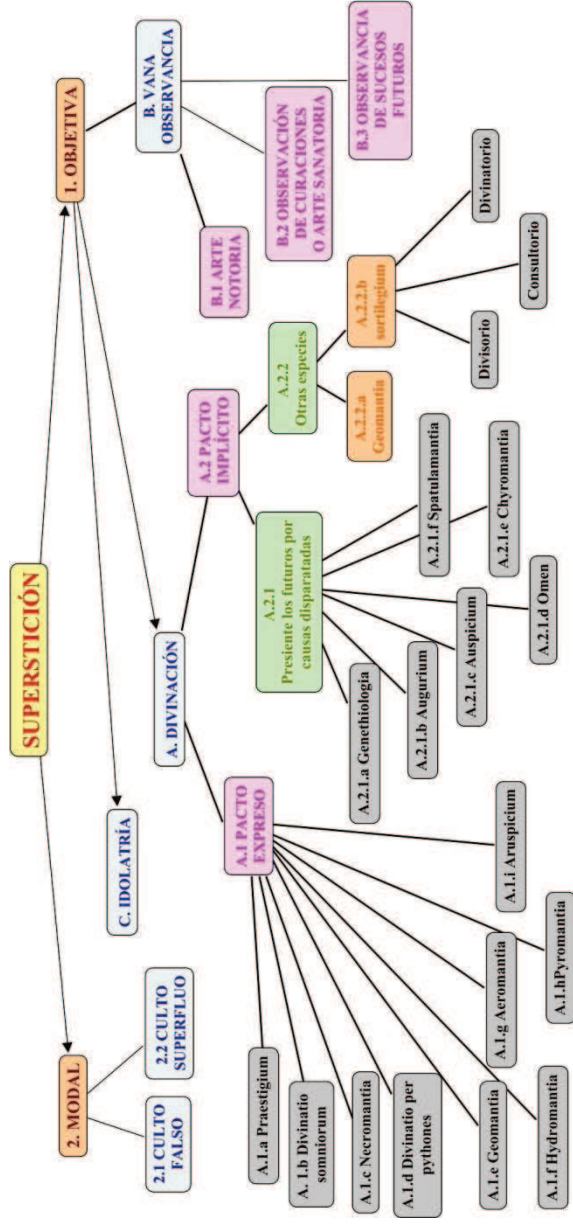 SUPERSTICIÓN
2. MODAL
1. OBJETIVA
2.1 CULTO
FALSO
2.2 CULTO
SUPERFLUO
C. IDOLATRÍA
A. DIVINACIÓN
B. VANA
OBSERVANCIA
A.1 PACTO
EXPRESO
A.2 PACTO
IMPLÍCITO
B.1 ARTE
NOTORIA
B.2 OBSERVACIÓN
DE CURACIONES
O ARTE SANATORIA
B.3 OBSERVANCIA
DE SUCESOS
FUTUROS
A.1.a Praestigium
A. 1.b Divinatio
somniorum
A.1.c Necromantia
A.1.d Divinatio per
pythones
A.1.e Geomantia
A.1.f Hydromantia
A.1.g Aeromantia
A.1.hPyromantia
A.1.i Aruspicium
A.2.1
Presiente los futuros por
causas disparatadas
A.2.2
Otras especies
A.2.1.a Genethiologia
A.2.1.b Augurium
A.2.1.c Auspicium
A.2.1.d Omen
A.2.1.e Chyromantia
A.2.1.f Spatulamantia
A.2.2.a
Geomantia
A.2.2.b
sortilegium
Divisorio
Consultorio
Divinatorio